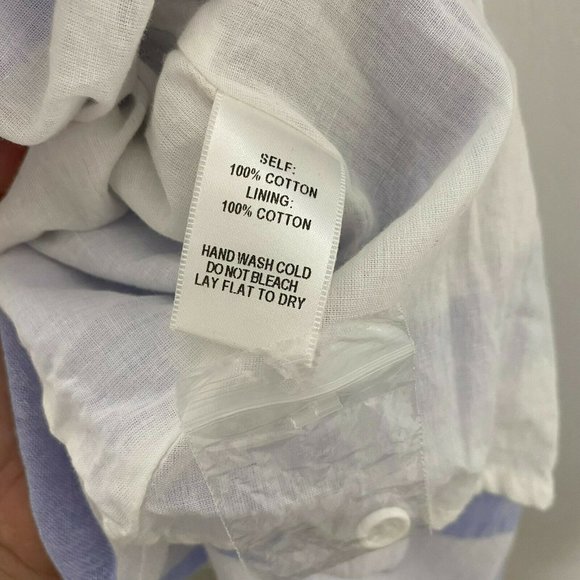 SELF:
100% COTTON
LINING:
100% COTTON
HAND WASH COLD
DO NOT BLEACH
LAY FLAT TO DRY